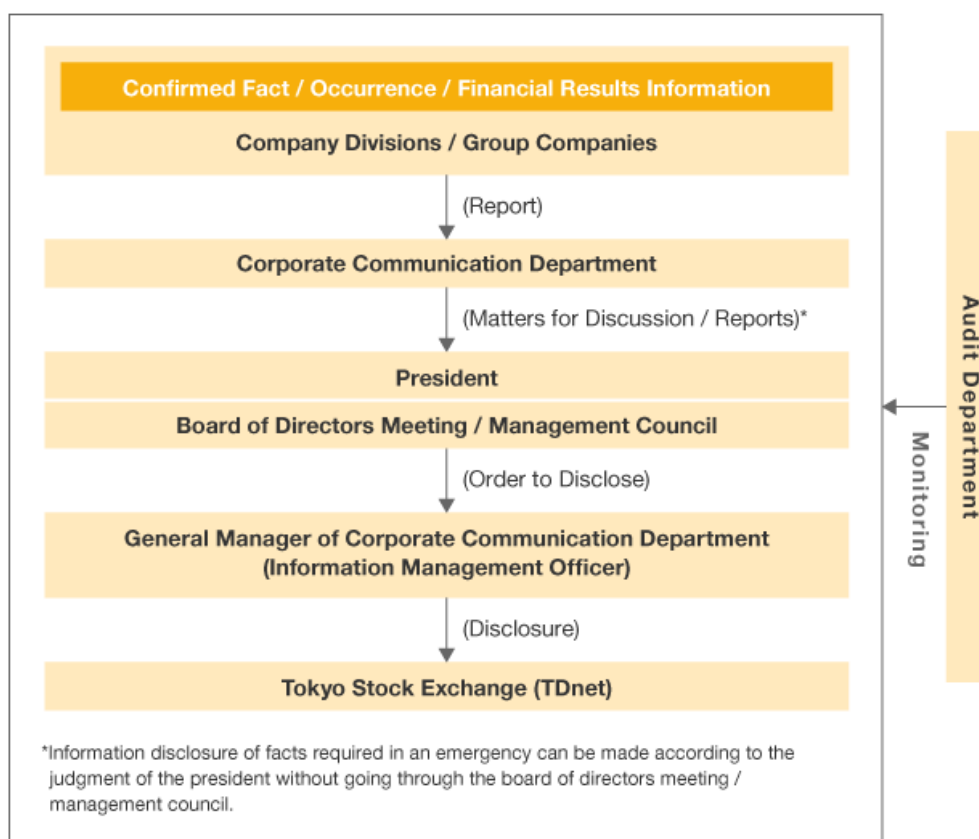 Confirmed Fact / Occurrence / Financial Results Information
Company Divisions / Group Companies
(Report)
Corporate Communication Department
(Matters for Discussion / Reports)*
President
Board of Directors Meeting / Management Council
(Order to Disclose)
General Manager of Corporate Communication Department
(Information Management Officer)
(Disclosure)
Tokyo Stock Exchange (TDnet)
*Information disclosure of facts required in an emergency can be made according to the
judgment of the president without going through the board of directors meeting /
management council.
Monitoring
Audit Department